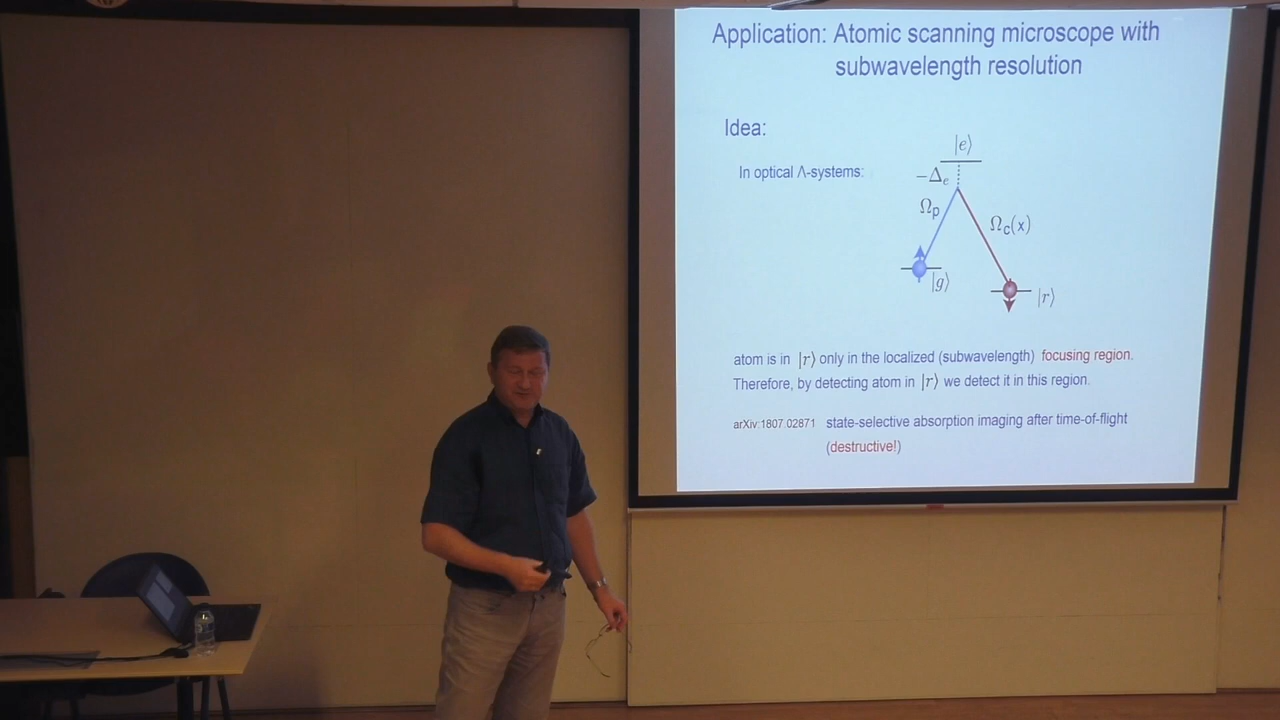 Application: Atomic scanning microscope with
subwavelength resolution
Idea:
In optical Λ-systems:
|e⟩
−Δe
Ωp
Ωc(x)
|g⟩
|r⟩
atom is in |r⟩ only in the localized (subwavelength) focusing region.
Therefore, by detecting atom in |r⟩ we detect it in this region.
arXiv:1807.02871 state-selective absorption imaging after time-of-flight
(destructive!)